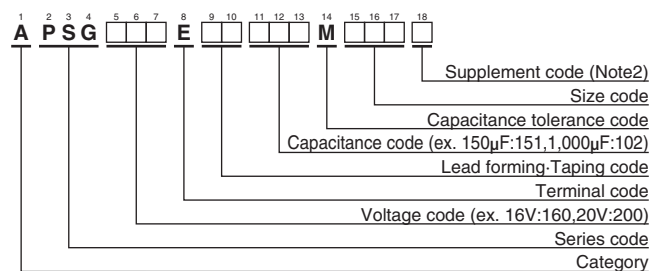 1 2 3 4 5 6 7 8 9 10 11 12 13 14 15 16 17 18
A P S G E M
Supplement code (Note2)
Size code
Capacitance tolerance code
Capacitance code (ex. 150μF:151,1,000μF:102)
Lead forming·Taping code
Terminal code
Voltage code (ex. 16V:160,20V:200)
Series code
Category